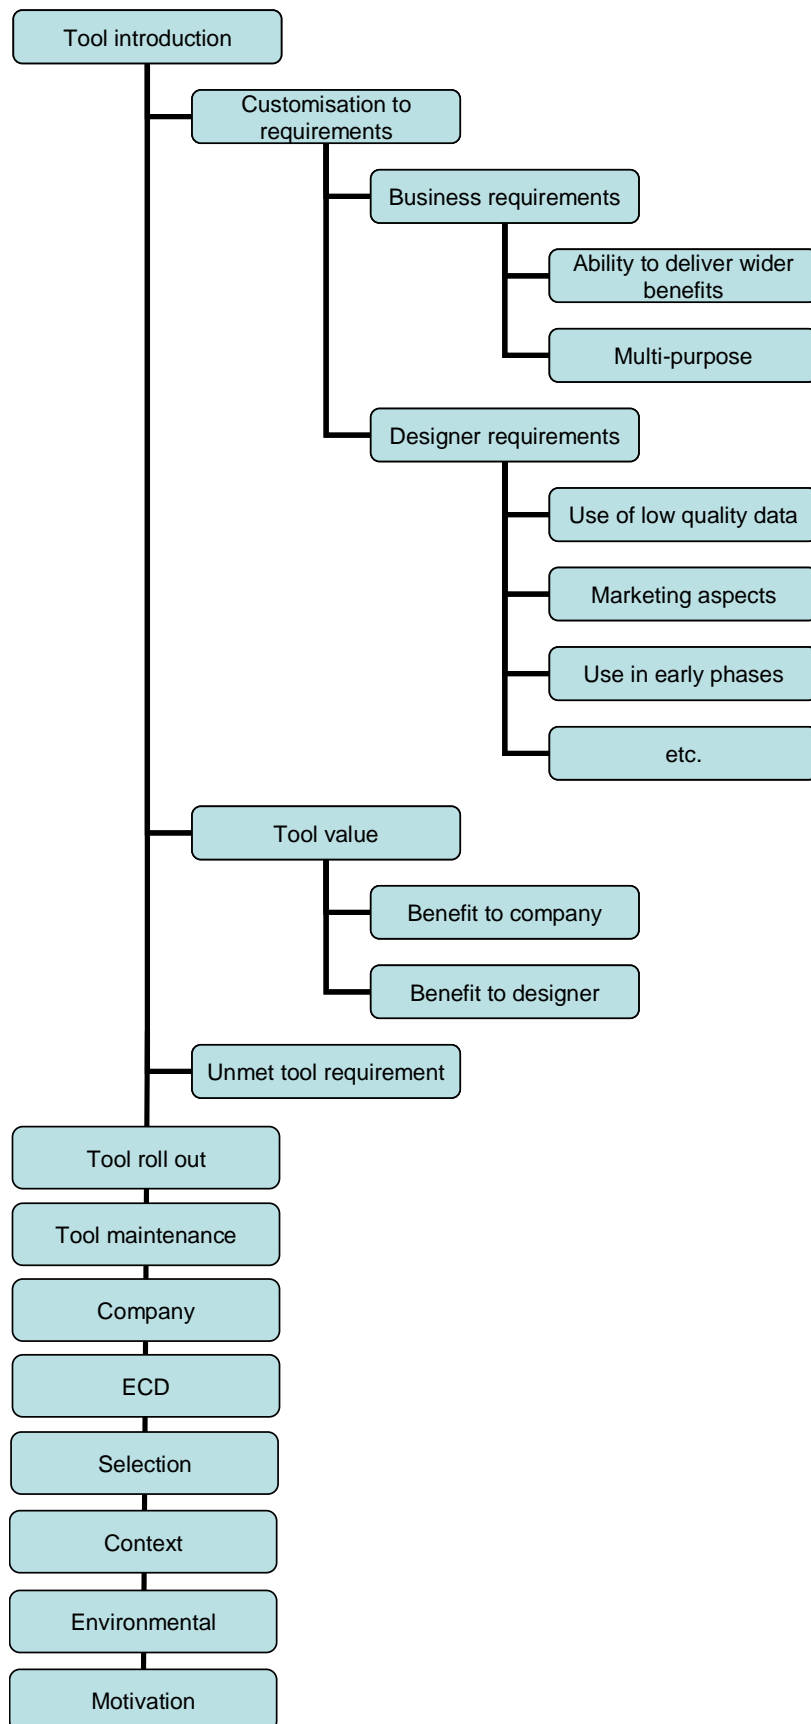 Tool introduction
Customisation to
requirements
Business requirements
Ability to deliver wider
benefits
Multi-purpose
Designer requirements
Use of low quality data
Marketing aspects
Use in early phases
etc.
Tool value
Benefit to company
Benefit to designer
Unmet tool requirement
Tool roll out
Tool maintenance
Company
ECD
Selection
Context
Environmental
Motivation